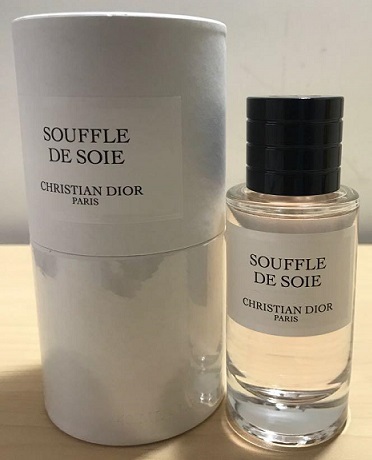 SOUFFLE
DE SOIE
CHRISTIAN DIOR
PARIS
SOUFFLE
DE SOIE
CHRISTIAN DIOR
PARIS